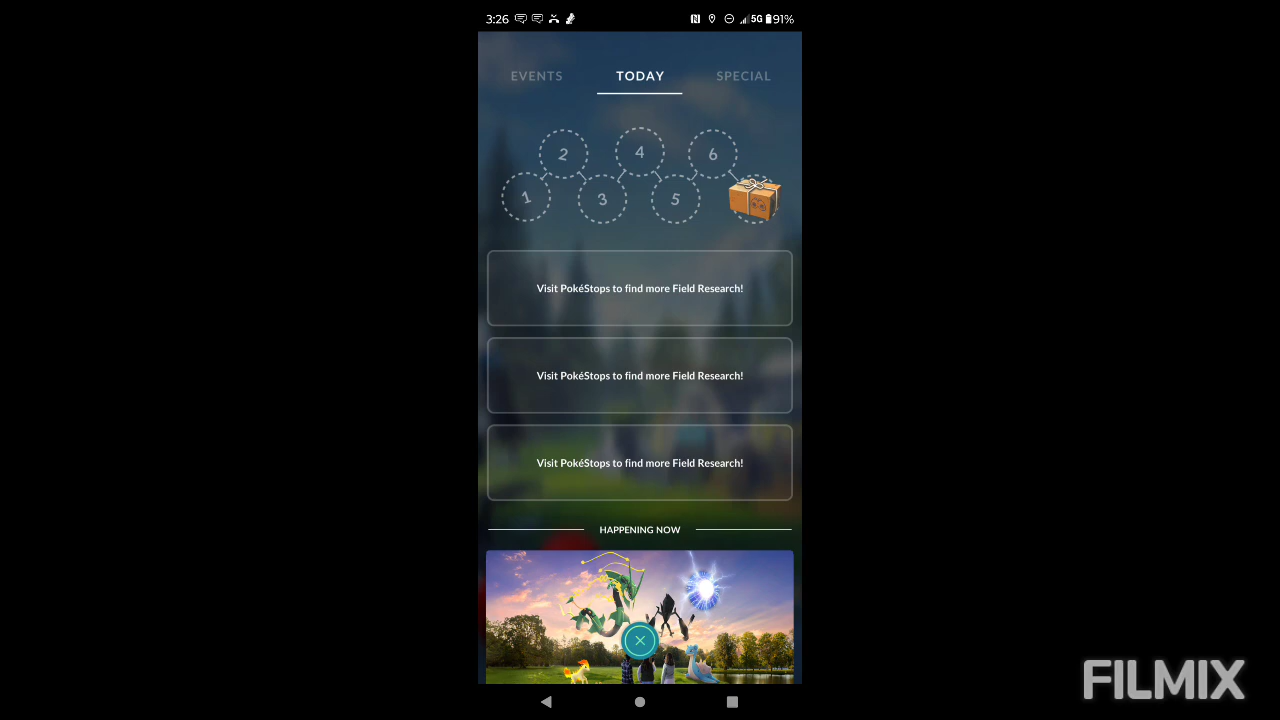 3:26 5G 91%
EVENTS TODAY SPECIAL
2 4 6
1 3 5
Visit PokéStops to find more Field Research!
Visit PokéStops to find more Field Research!
Visit PokéStops to find more Field Research!
HAPPENING NOW
FILMIX